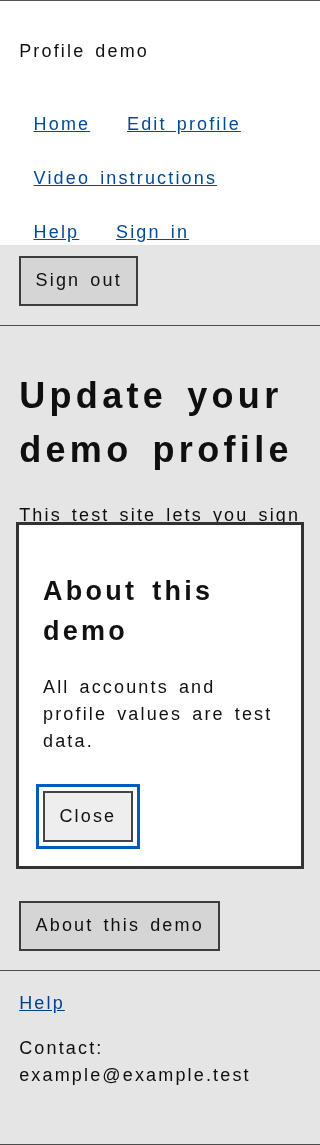 Profile demo
Home Edit profile
Video instructions
Help Sign in
Sign out
Update your
demo profile
This test site lets you sign
About this
demo
All accounts and
profile values are test
data.
Close
About this demo
Help
Contact:
example@example.test